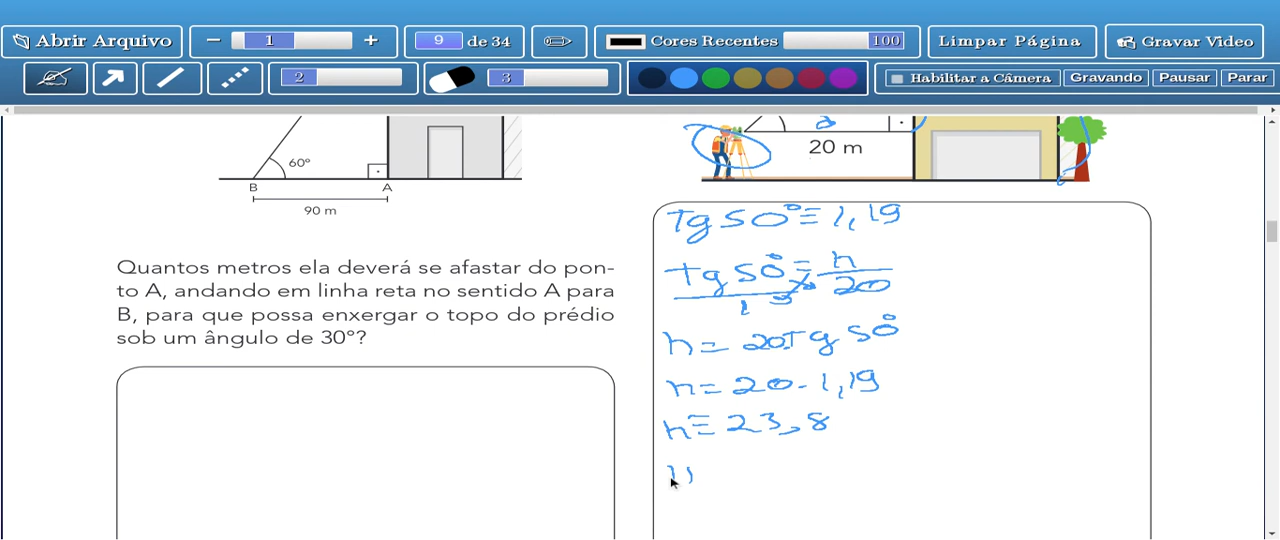 Abrir Arquivo
− 1 +
9 de 34
Cores Recentes 100
Limpar Página
Gravar Video
2
3
Habilitar a Câmera
Gravando
Pausar
Parar
60º
B A
90 m
Quantos metros ela deverá se afastar do pon-
to A, andando em linha reta no sentido A para
B, para que possa enxergar o topo do prédio
sob um ângulo de 30º?
20 m
Tg 50° = 1,19
Tg 50° = h
1 20
h = 20.Tg 50°
h = 20 . 1,19
h = 23,8